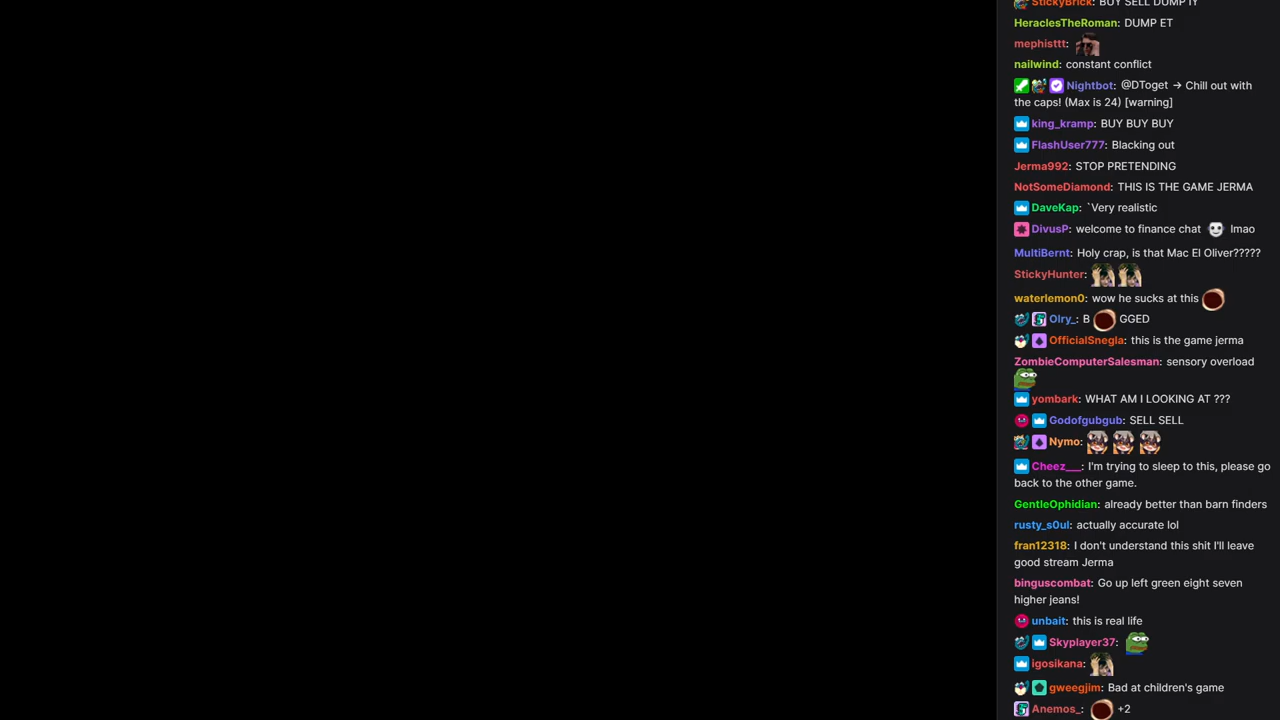 StickyBrick: BUY SELL DUMP IY
HeraclesTheRoman: DUMP ET
mephisttt:
nailwind: constant conflict
Nightbot: @DToget → Chill out with
the caps! (Max is 24) [warning]
king_kramp: BUY BUY BUY
FlashUser777: Blacking out
Jerma992: STOP PRETENDING
NotSomeDiamond: THIS IS THE GAME JERMA
DaveKap: `Very realistic
DivusP: welcome to finance chat lmao
MultiBernt: Holy crap, is that Mac El Oliver?????
StickyHunter:
waterlemon0: wow he sucks at this
Olry_: B GGED
OfficialSnegla: this is the game jerma
ZombieComputerSalesman: sensory overload
yombark: WHAT AM I LOOKING AT ???
Godofgubgub: SELL SELL
Nymo:
Cheez___: I'm trying to sleep to this, please go
back to the other game.
GentleOphidian: already better than barn finders
rusty_s0ul: actually accurate lol
fran12318: I don't understand this shit I'll leave
good stream Jerma
binguscombat: Go up left green eight seven
higher jeans!
unbait: this is real life
Skyplayer37:
igosikana:
gweegjim: Bad at children's game
Anemos_: +2